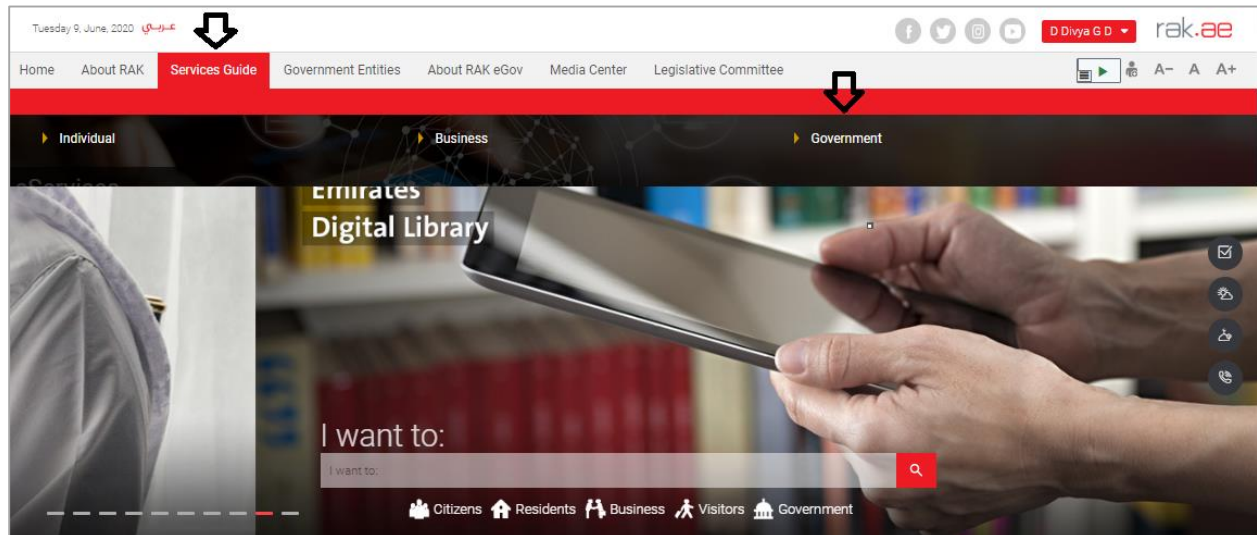 Tuesday 9, June, 2020 عربي
D Divya G D
rak.ae
Home About RAK Services Guide Government Entities About RAK eGov Media Center Legislative Committee A- A A+
Individual Business Government
eServices
Emirates
Digital Library
I want to:
I want to:
Citizens Residents Business Visitors Government